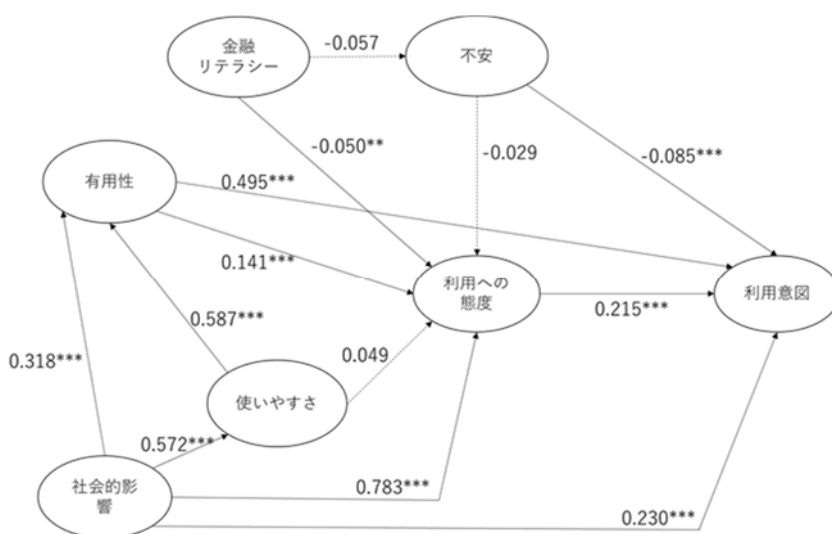 金融
リテラシー
-0.057
不安
-0.050**
-0.029
-0.085***
有用性
0.495***
0.141***
利用への
態度
0.215***
利用意図
0.587***
0.049
0.318***
使いやすさ
0.572***
社会的影
響
0.783***
0.230***